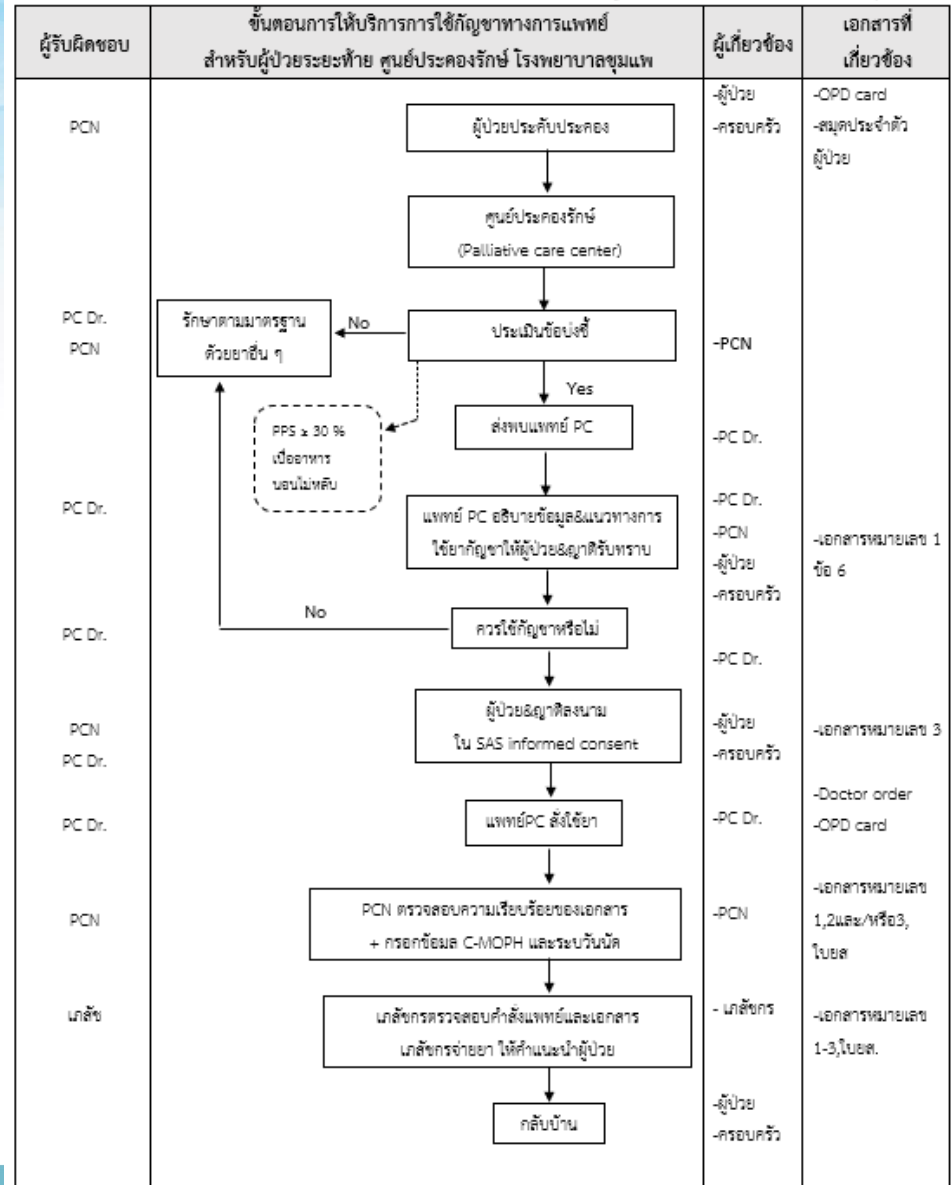 ผู้รับผิดชอบ
ขั้นตอนการให้บริการการใช้กัญชาทางการแพทย์
สำหรับผู้ป่วยระยะท้าย ศูนย์ประคองรักษ์ โรงพยาบาลชุมแพ
ผู้เกี่ยวข้อง
เอกสารที่
เกี่ยวข้อง
PCN
ผู้ป่วยประคับประคอง
-ผู้ป่วย
-ครอบครัว
-OPD card
-สมุดประจำตัว
ผู้ป่วย
ศูนย์ประคองรักษ์
(Palliative care center)
PC Dr.
PCN
รักษาตามมาตรฐาน
ด้วยยาอื่น ๆ
No
ประเมินข้อบ่งชี้
-PCN
Yes
PPS ≥ 30 %
เบื่ออาหาร
นอนไม่หลับ
ส่งพบแพทย์ PC
-PC Dr.
PC Dr.
แพทย์ PC อธิบายข้อมูล&แนวทางการ
ใช้ยากัญชาให้ผู้ป่วย&ญาติรับทราบ
-PC Dr.
-PCN
-ผู้ป่วย
-ครอบครัว
-เอกสารหมายเลข 1
ข้อ 6
No
PC Dr.
ควรใช้กัญชาหรือไม่
-PC Dr.
PCN
PC Dr.
ผู้ป่วย&ญาติลงนาม
ใน SAS informed consent
-ผู้ป่วย
-ครอบครัว
-เอกสารหมายเลข 3
PC Dr.
แพทย์PC สั่งใช้ยา
-PC Dr.
-Doctor order
-OPD card
PCN
PCN ตรวจสอบความเรียบร้อยของเอกสาร
+ กรอกข้อมูล C-MOPH และระบบวันนัด
-PCN
-เอกสารหมายเลข
1,2และ/หรือ3,
ใบยส
เภสัช
เภสัชกรตรวจสอบคำสั่งแพทย์และเอกสาร
เภสัชกรจ่ายยา ให้คำแนะนำผู้ป่วย
- เภสัชกร
-เอกสารหมายเลข
1-3,ใบยส.
กลับบ้าน
-ผู้ป่วย
-ครอบครัว